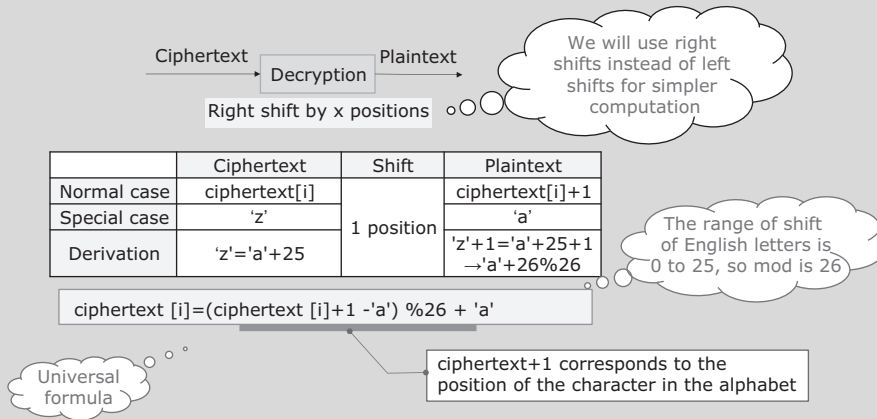 Ciphertext
Decryption
Plaintext
Right shift by x positions
We will use right
shifts instead of left
shifts for simpler
computation
Ciphertext Shift Plaintext
Normal case ciphertext[i] 1 position ciphertext[i]+1
Special case ‘z’ ‘a’
Derivation ‘z’='a'+25 'z'+1='a'+25+1
→'a'+26%26
The range of shift
of English letters is
0 to 25, so mod is 26
ciphertext [i]=(ciphertext [i]+1 -'a') %26 + 'a'
Universal
formula
ciphertext+1 corresponds to the
position of the character in the alphabet